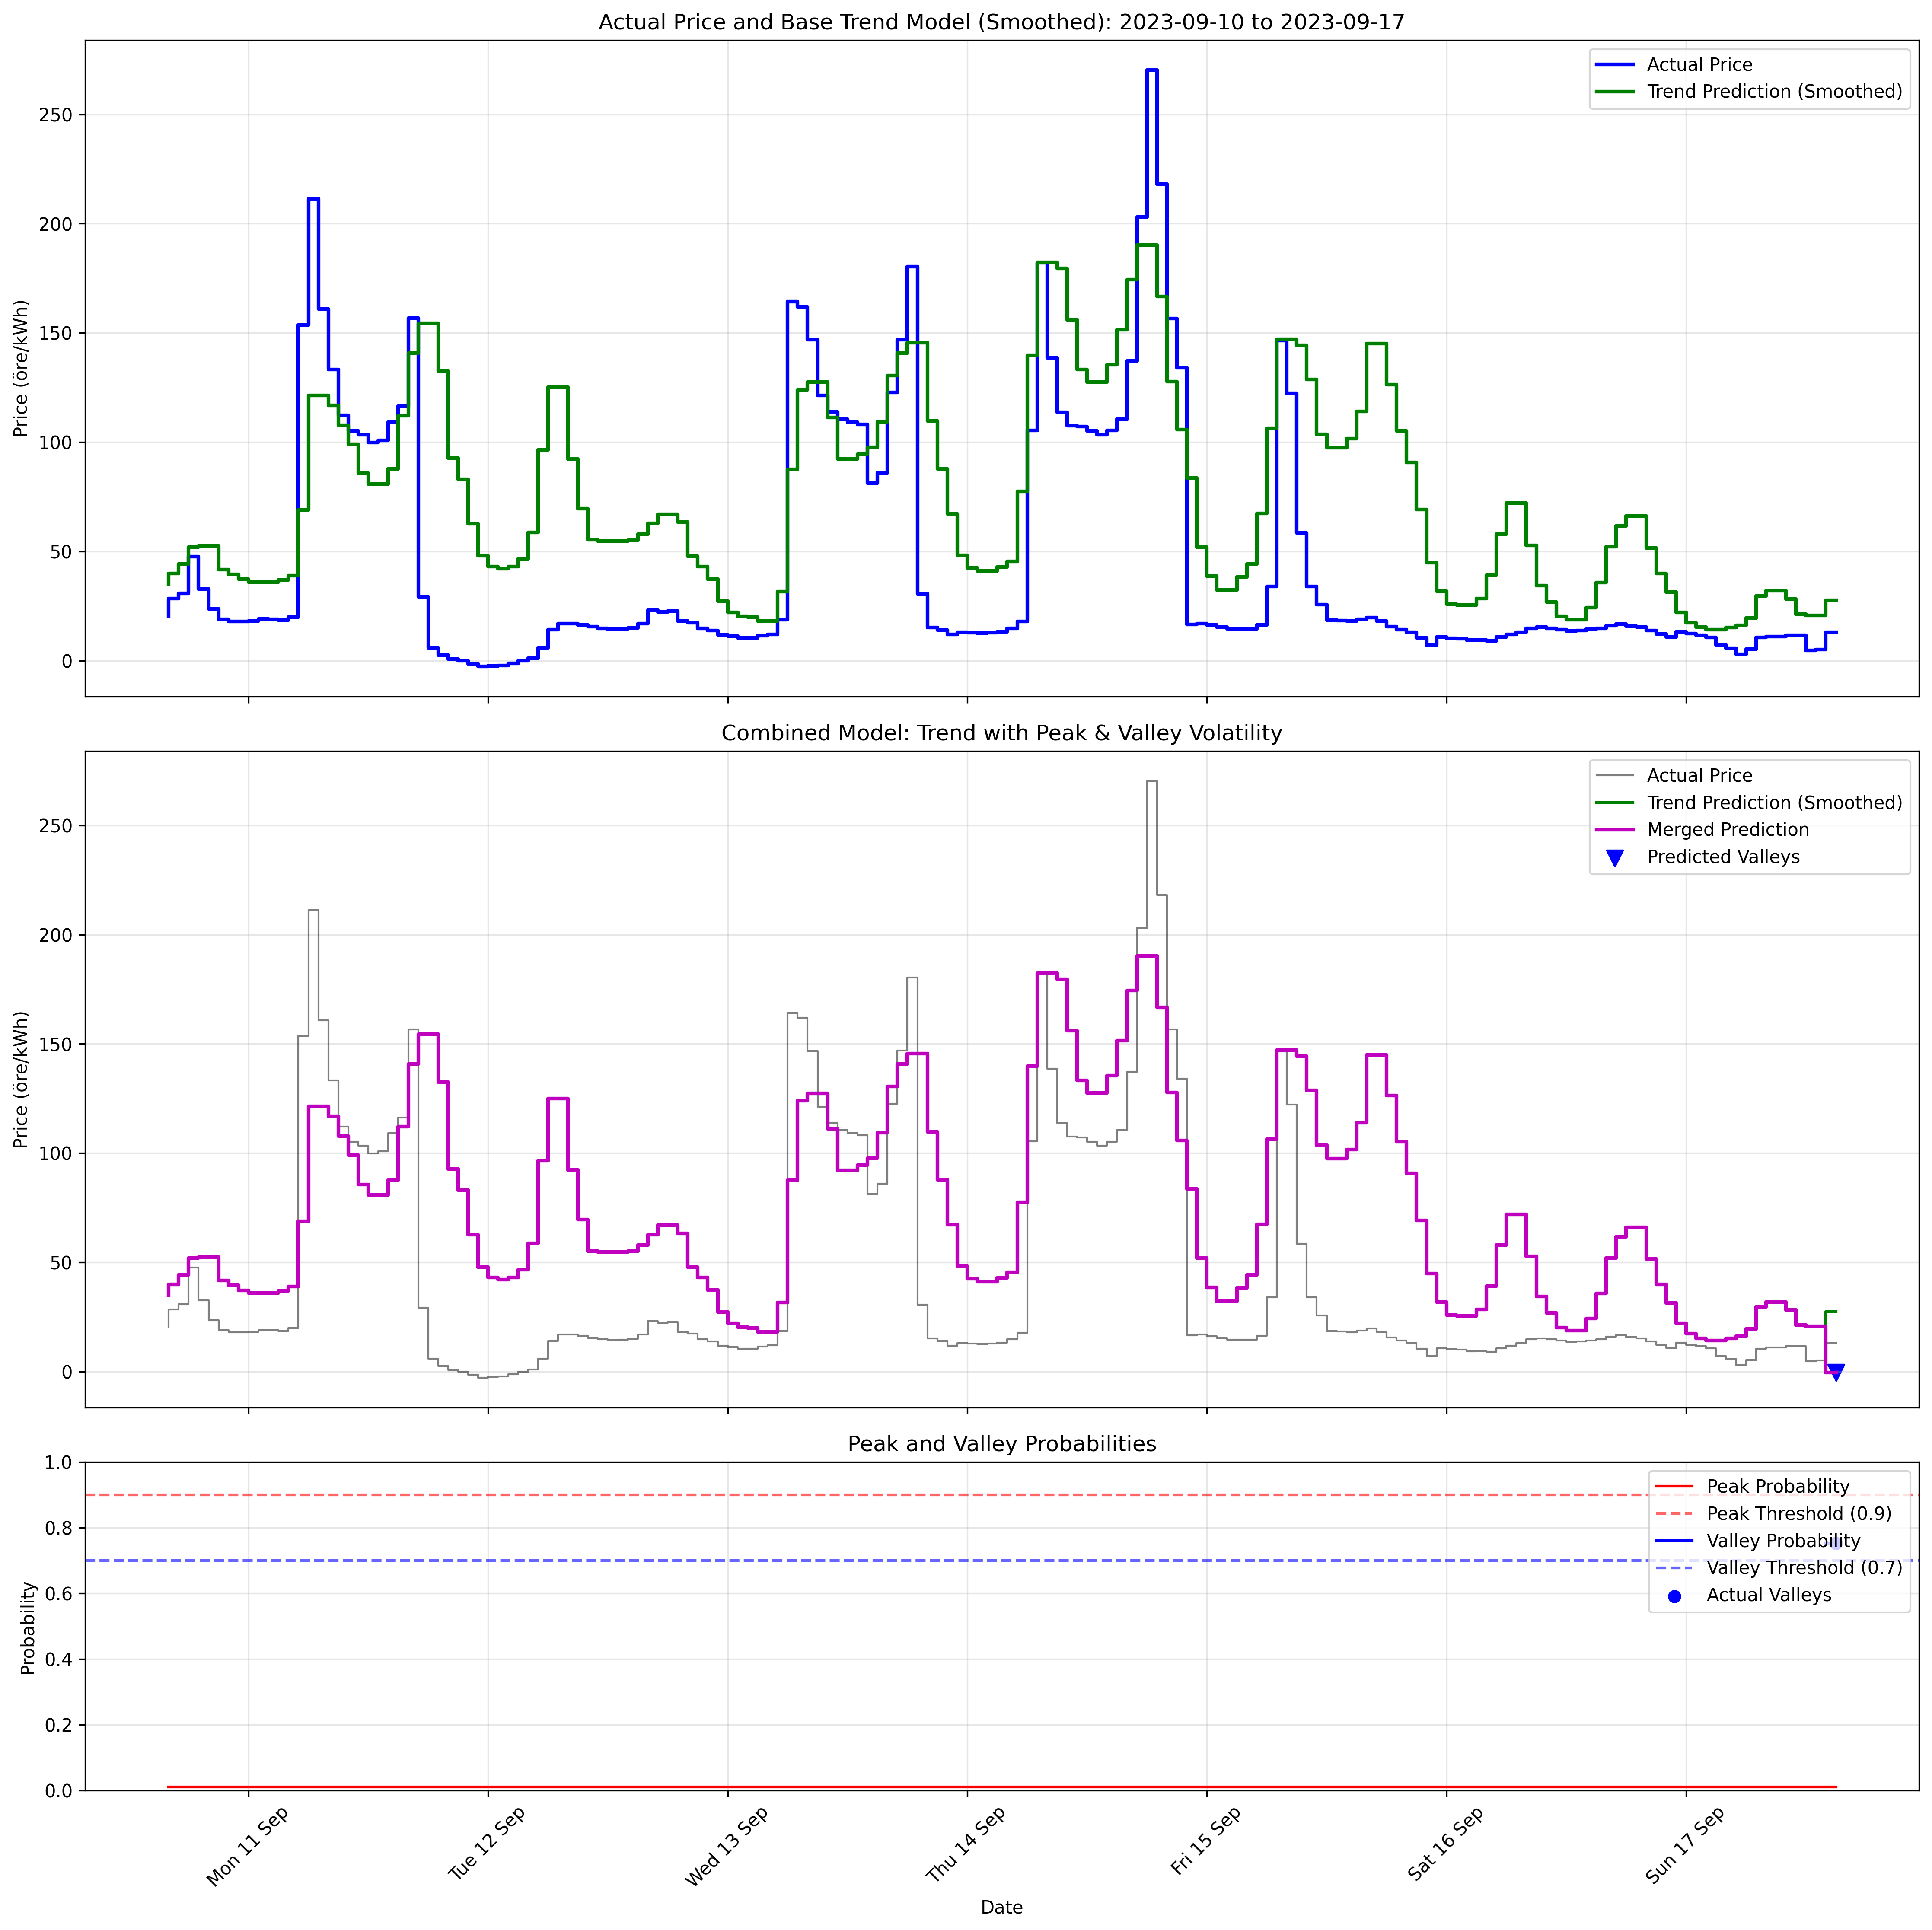 Actual Price and Base Trend Model (Smoothed): 2023-09-10 to 2023-09-17
Price (öre/kWh)
250
200
150
100
50
0
Actual Price
Trend Prediction (Smoothed)
Combined Model: Trend with Peak & Valley Volatility
Price (öre/kWh)
250
200
150
100
50
0
Actual Price
Trend Prediction (Smoothed)
Merged Prediction
Predicted Valleys
Peak and Valley Probabilities
Probability
1.0
0.8
0.6
0.4
0.2
0.0
Peak Probability
Peak Threshold (0.9)
Valley Probability
Valley Threshold (0.7)
Actual Valleys
Mon 11 Sep
Tue 12 Sep
Wed 13 Sep
Thu 14 Sep
Fri 15 Sep
Sat 16 Sep
Sun 17 Sep
Date